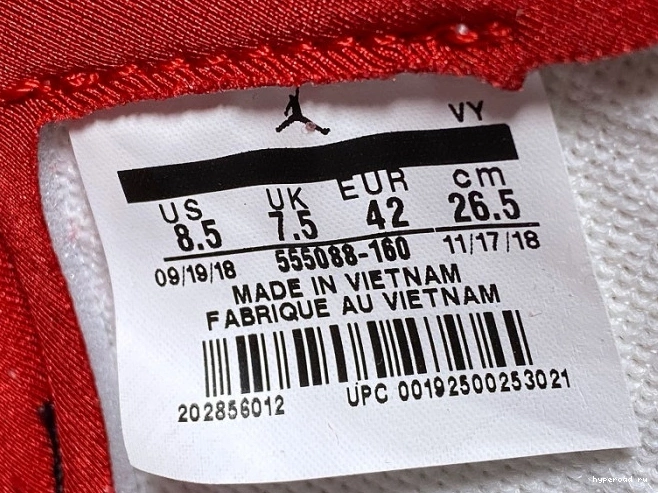 VY
US UK EUR cm
8.5 7.5 42 26.5
09/19/18 555088-160 11/17/18
MADE IN VIETNAM
FABRIQUE AU VIETNAM
202856012 UPC 00192500253021
hyperoad.ru